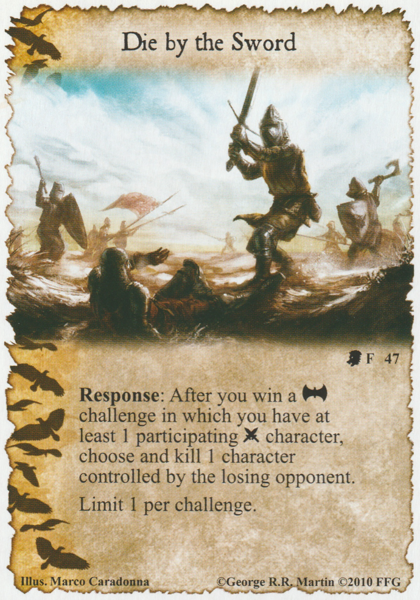 Die by the Sword
F 47
Response: After you win a
challenge in which you have at
least 1 participating character,
choose and kill 1 character
controlled by the losing opponent.
Limit 1 per challenge.
Illus. Marco Caradonna ©George R.R. Martin ©2010 FFG